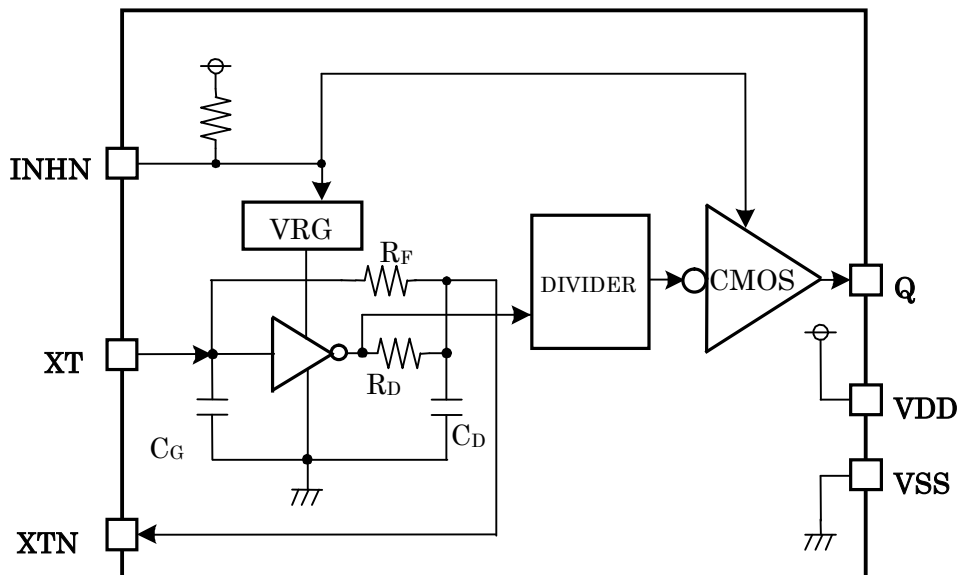 INHN
VRG
RF
DIVIDER
CMOS
Q
XT
RD
VDD
CG
CD
VSS
XTN